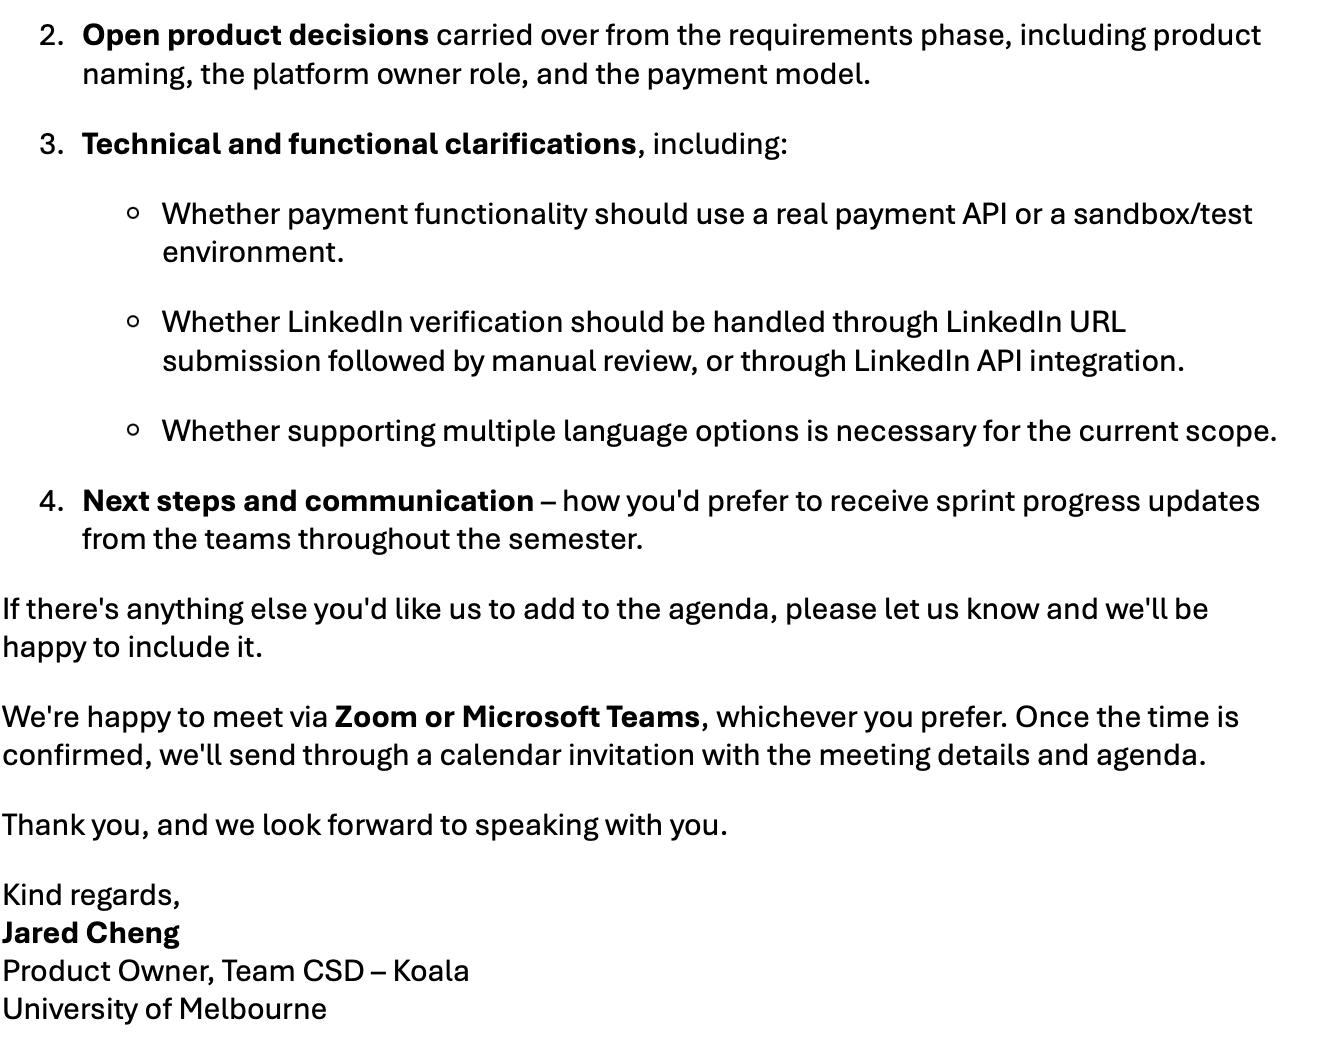 2. Open product decisions carried over from the requirements phase, including product
naming, the platform owner role, and the payment model.
3. Technical and functional clarifications, including:
○ Whether payment functionality should use a real payment API or a sandbox/test
environment.
○ Whether LinkedIn verification should be handled through LinkedIn URL
submission followed by manual review, or through LinkedIn API integration.
○ Whether supporting multiple language options is necessary for the current scope.
4. Next steps and communication – how you'd prefer to receive sprint progress updates
from the teams throughout the semester.
If there's anything else you'd like us to add to the agenda, please let us know and we'll be
happy to include it.
We're happy to meet via Zoom or Microsoft Teams, whichever you prefer. Once the time is
confirmed, we'll send through a calendar invitation with the meeting details and agenda.
Thank you, and we look forward to speaking with you.
Kind regards,
Jared Cheng
Product Owner, Team CSD – Koala
University of Melbourne